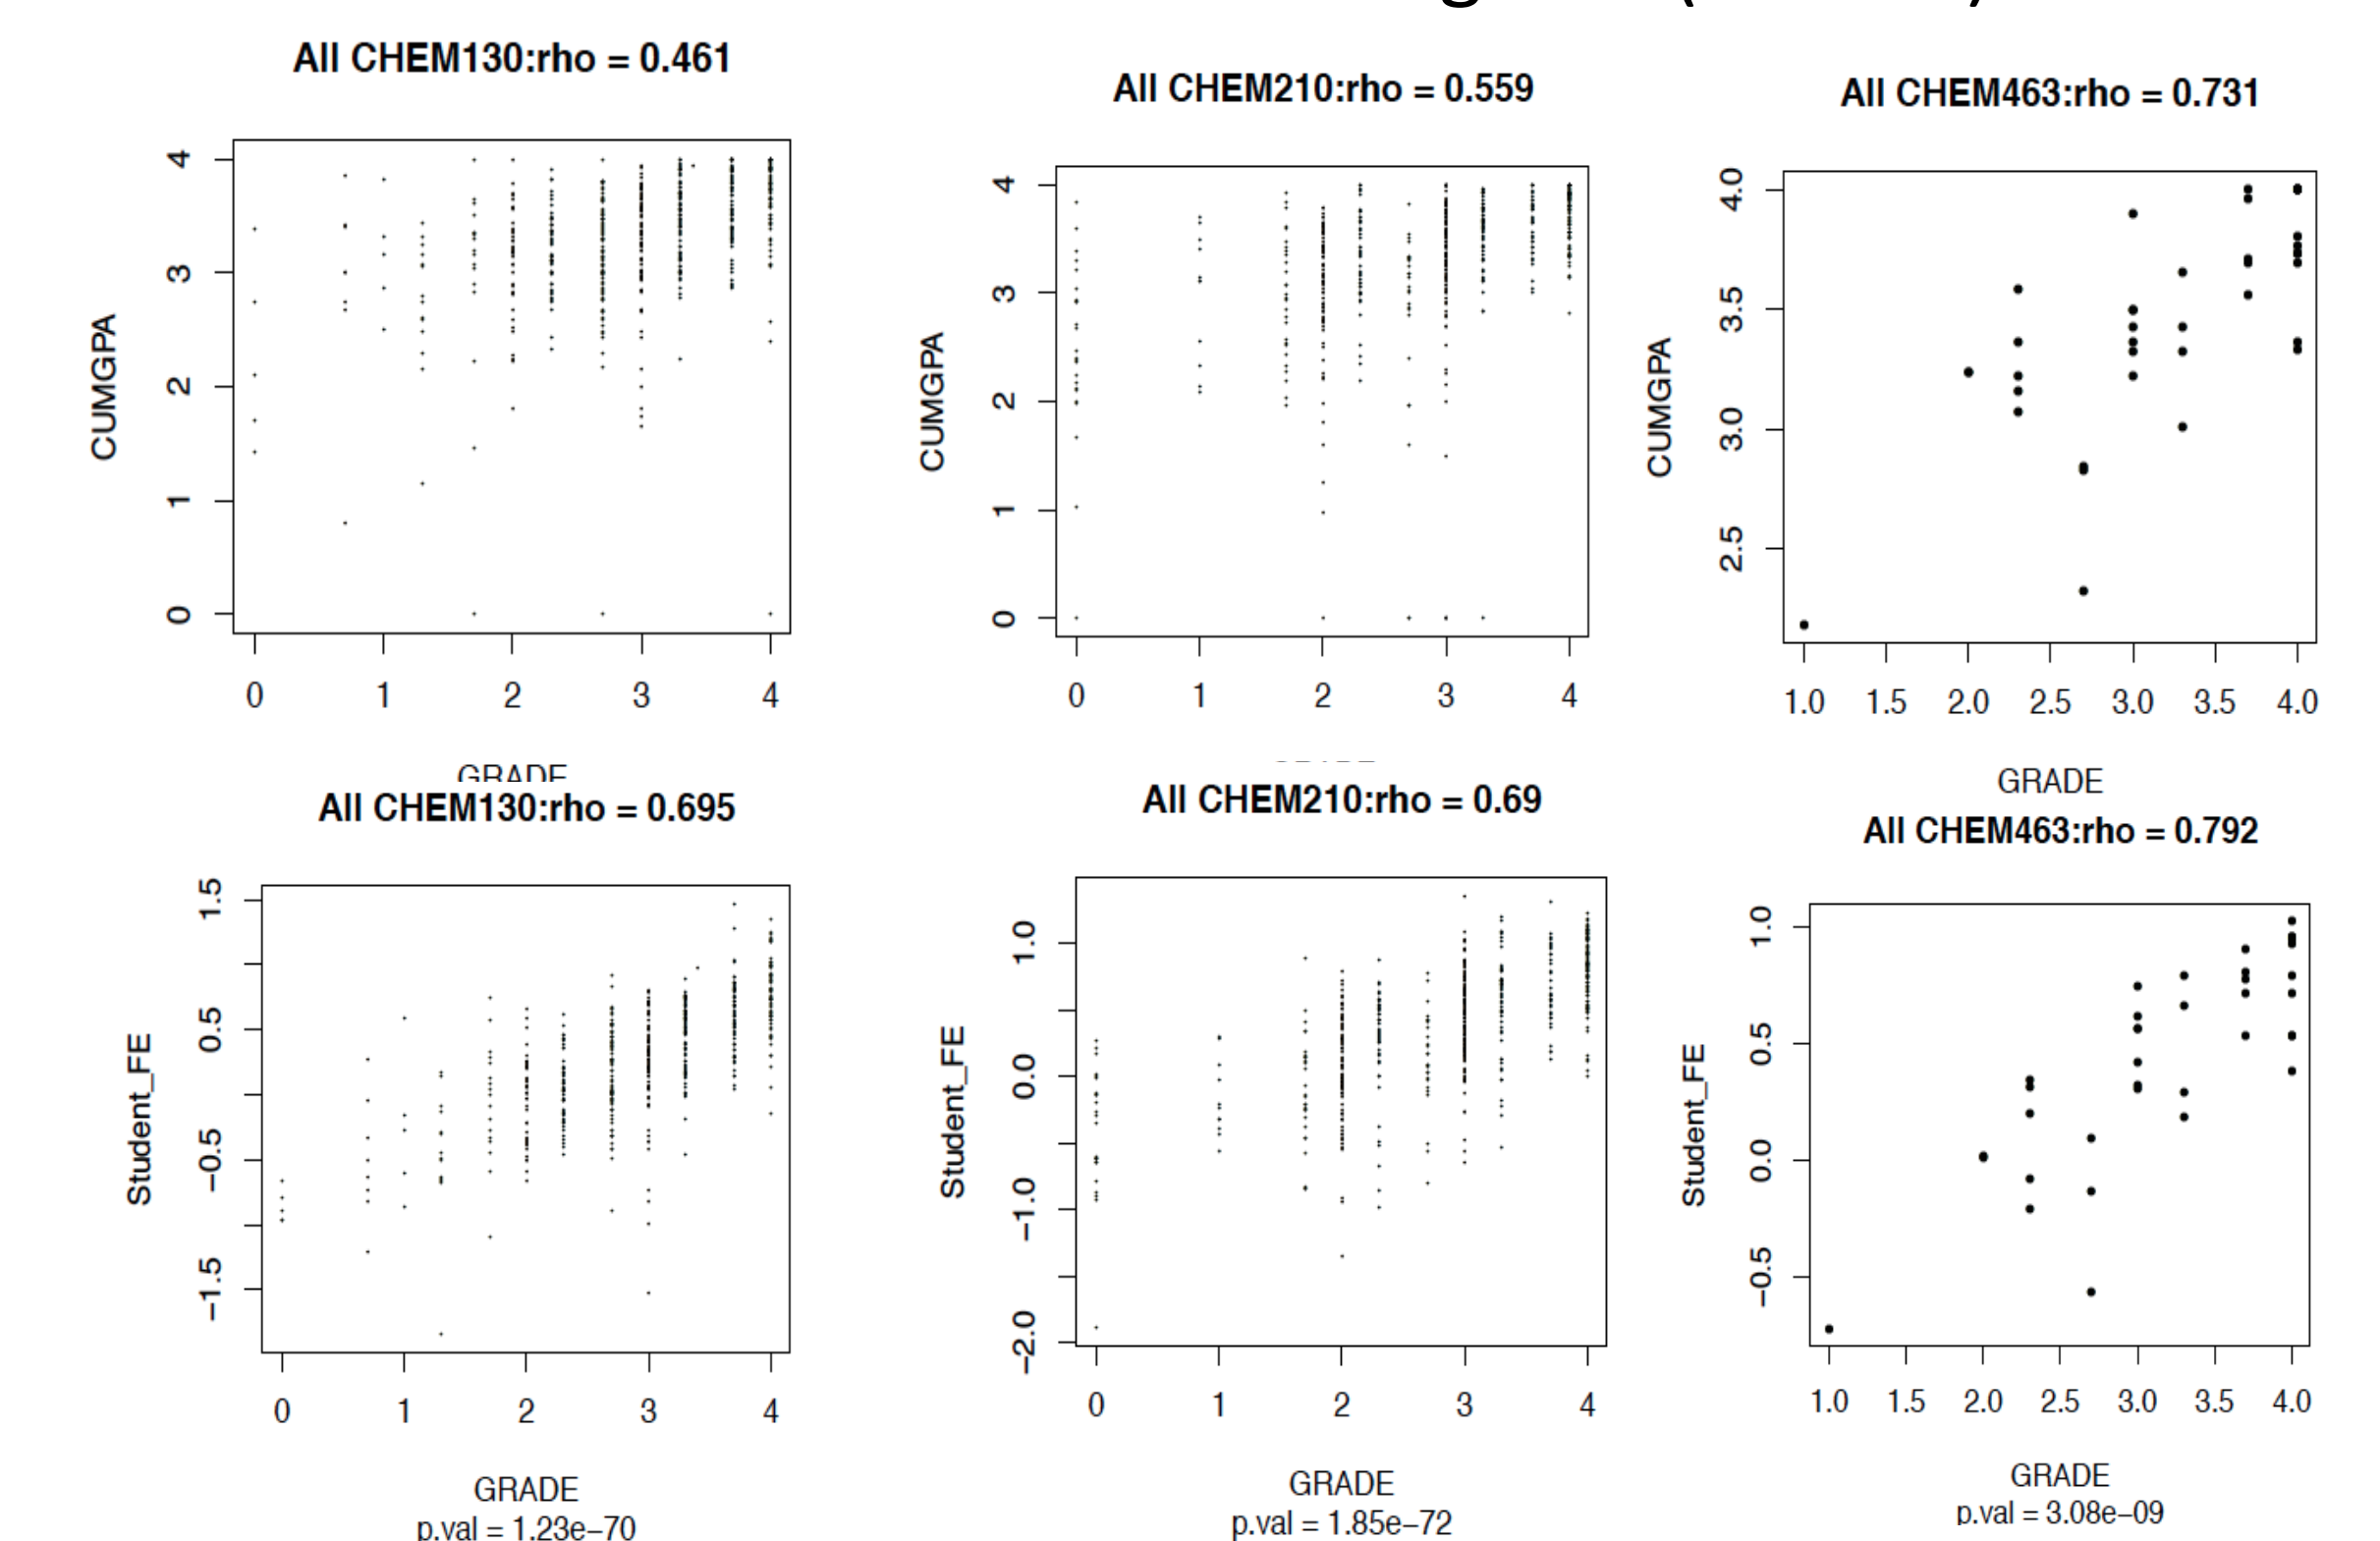 All CHEM130:rho = 0.461
CUMGPA
4
3
2
1
0
0 1 2 3 4
GRADE
All CHEM210:rho = 0.559
CUMGPA
4
3
2
1
0
0 1 2 3 4
All CHEM463:rho = 0.731
CUMGPA
4.0
3.5
3.0
2.5
1.0 1.5 2.0 2.5 3.0 3.5 4.0
GRADE
All CHEM130:rho = 0.695
Student_FE
1.5
0.5
−0.5
−1.5
0 1 2 3 4
GRADE
p.val = 1.23e−70
All CHEM210:rho = 0.69
Student_FE
1.0
0.0
−1.0
−2.0
0 1 2 3 4
GRADE
p.val = 1.85e−72
All CHEM463:rho = 0.792
Student_FE
1.0
0.5
0.0
−0.5
1.0 1.5 2.0 2.5 3.0 3.5 4.0
GRADE
p.val = 3.08e−09